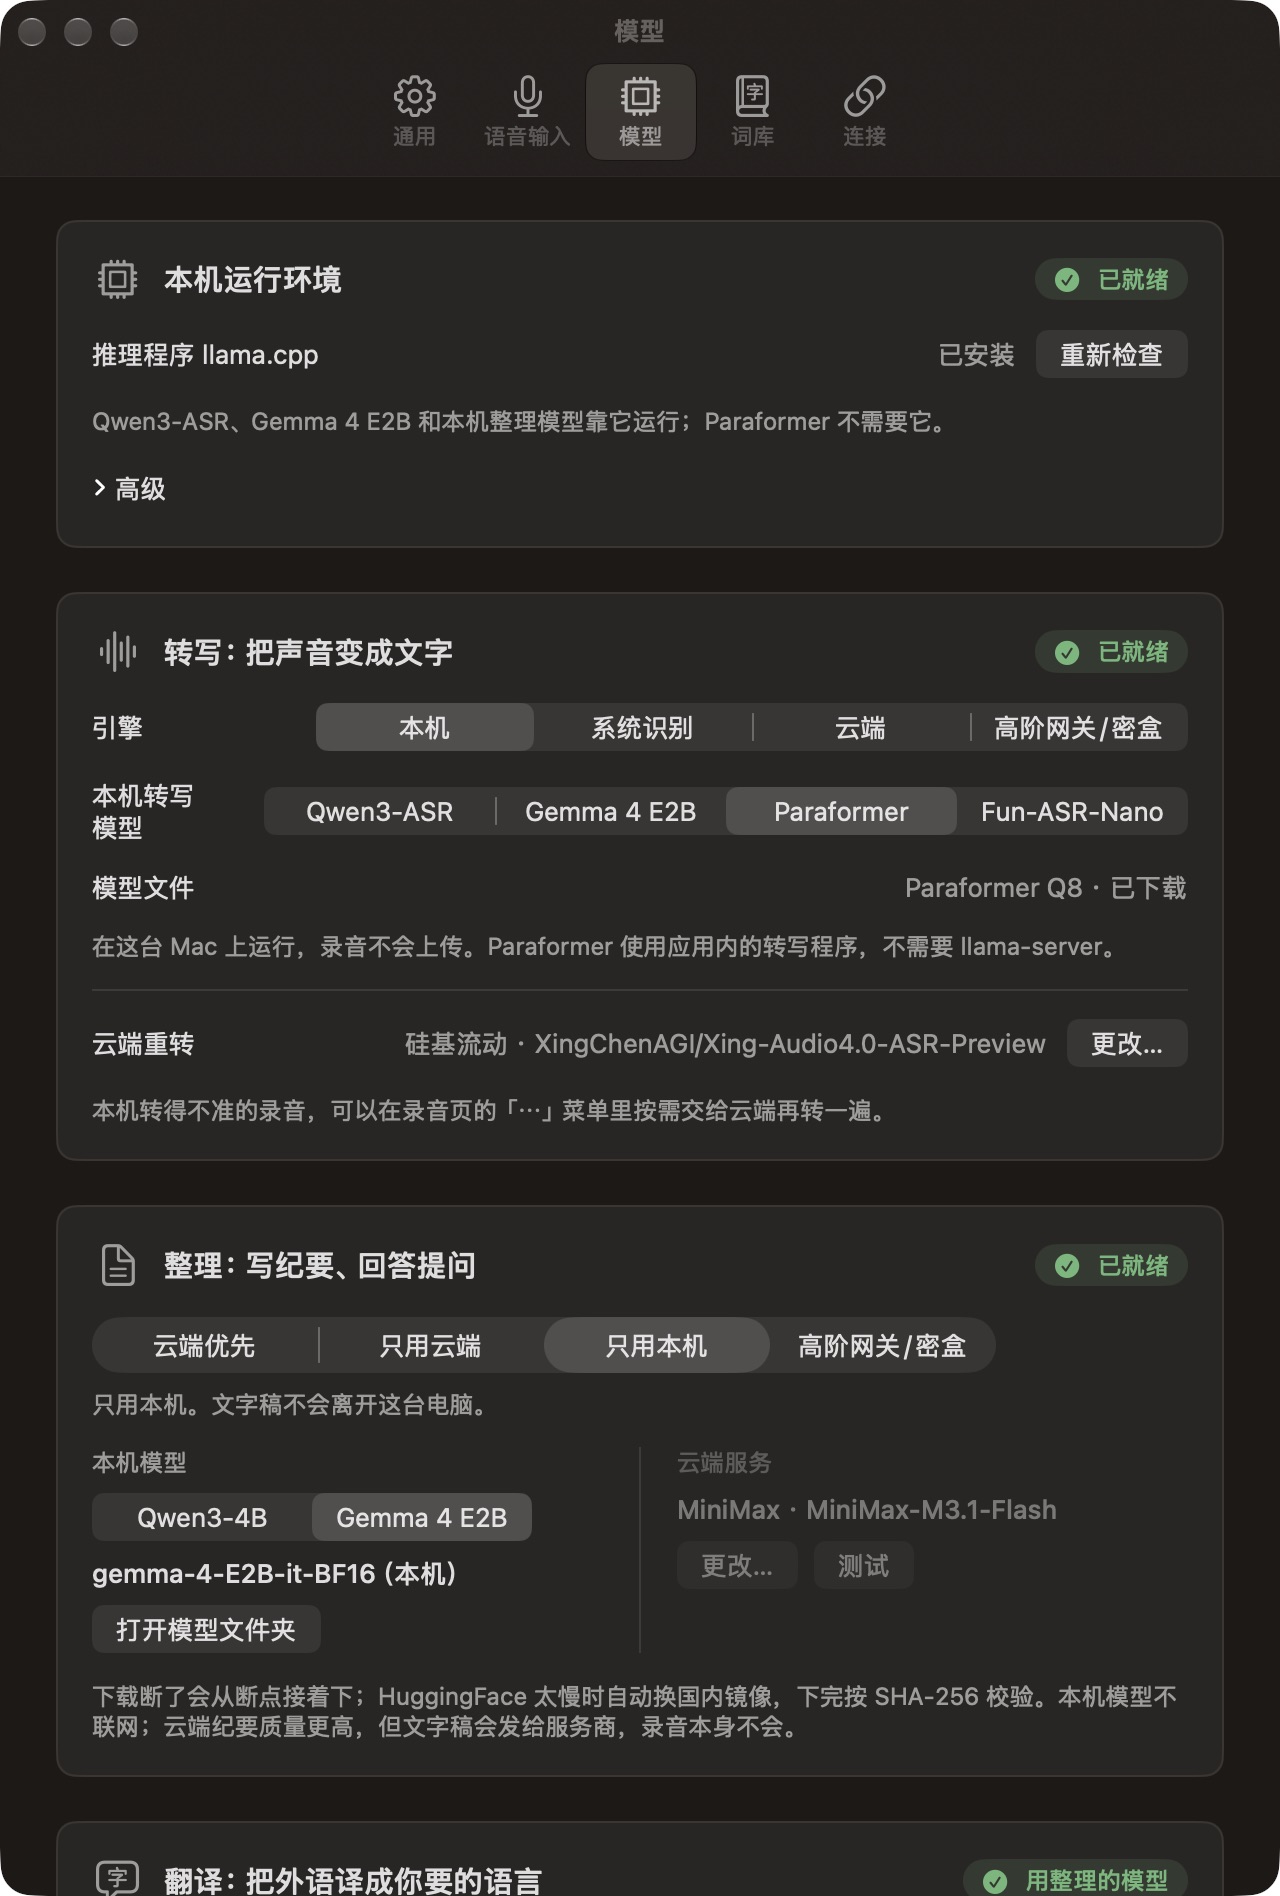 模型
通用
语音输入
模型
词库
连接
本机运行环境
已就绪
推理程序 llama.cpp
已安装
重新检查
Qwen3-ASR、Gemma 4 E2B 和本机整理模型靠它运行；Paraformer 不需要它。
高级
转写：把声音变成文字
已就绪
引擎
本机
系统识别
云端
高阶网关/密盒
本机转写
模型
Qwen3-ASR
Gemma 4 E2B
Paraformer
Fun-ASR-Nano
模型文件
Paraformer Q8 · 已下载
在这台 Mac 上运行，录音不会上传。Paraformer 使用应用内的转写程序，不需要 llama-server。
云端重转
硅基流动 · XingChenAGI/Xing-Audio4.0-ASR-Preview
更改...
本机转得不准的录音，可以在录音页的「…」菜单里按需交给云端再转一遍。
整理：写纪要、回答提问
已就绪
云端优先
只用云端
只用本机
高阶网关/密盒
只用本机。文字稿不会离开这台电脑。
本机模型
Qwen3-4B
Gemma 4 E2B
gemma-4-E2B-it-BF16（本机）
打开模型文件夹
云端服务
MiniMax · MiniMax-M3.1-Flash
更改...
测试
下载断了会从断点接着下；HuggingFace 太慢时自动换国内镜像，下完按 SHA-256 校验。本机模型不
联网；云端纪要质量更高，但文字稿会发给服务商，录音本身不会。
字
翻译：把外语译成你要的语言
用整理的模型